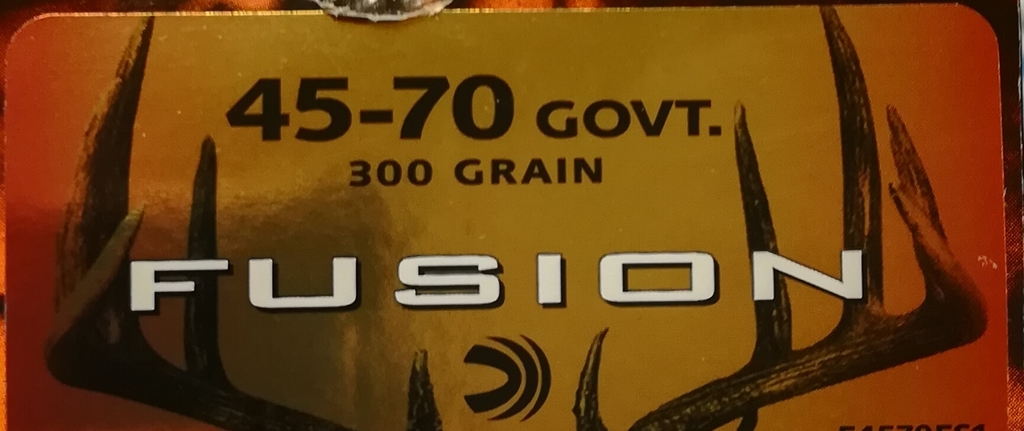 45-70 GOVT.
300 GRAIN
FUSION